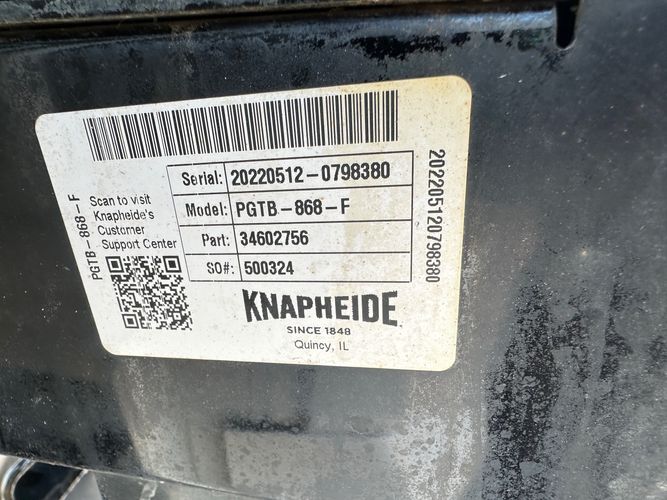 Serial: 20220512-0798380
Model: PGTB-868-F
Part: 34602756
SO#: 500324
PGTB-868-F
Scan to visit
Knapheide's
Customer
Support Center
KNAPHEIDE
SINCE 1848
Quincy, IL
202205120798380